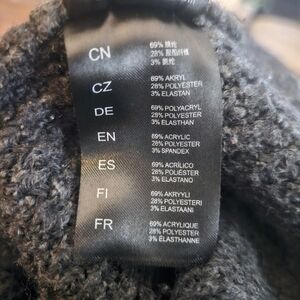 CN
69% 腈纶
28% 聚酯纤维
3% 氨纶
CZ
69% AKRYL
28% POLYESTER
3% ELASTAN
DE
69% POLYACRYL
28% POLYESTER
3% ELASTHAN
EN
69% ACRYLIC
28% POLYESTER
3% SPANDEX
ES
69% ACRÍLICO
28% POLIÉSTER
3% ELASTANO
FI
69% AKRYYLI
28% POLYESTERI
3% ELASTAANI
FR
69% ACRYLIQUE
28% POLYESTER
3% ELASTHANNE